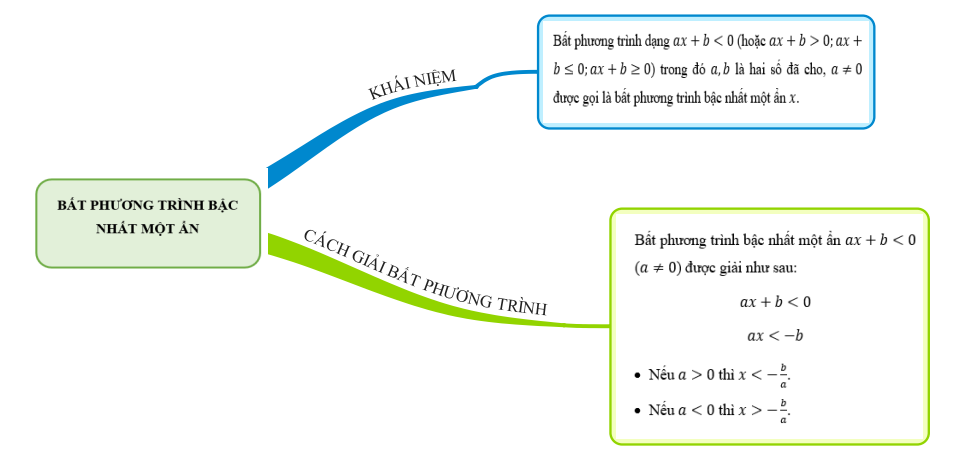 BẤT PHƯƠNG TRÌNH BẬC
NHẤT MỘT ẨN
KHÁI NIỆM
Bất phương trình dạng ax + b < 0 (hoặc ax + b > 0; ax +
b ≤ 0; ax + b ≥ 0) trong đó a, b là hai số đã cho, a ≠ 0
được gọi là bất phương trình bậc nhất một ẩn x.
CÁCH GIẢI BẤT PHƯƠNG TRÌNH
Bất phương trình bậc nhất một ẩn ax + b < 0
(a ≠ 0) được giải như sau:
ax + b < 0
ax < −b
• Nếu a > 0 thì x < −b/a.
• Nếu a < 0 thì x > −b/a.